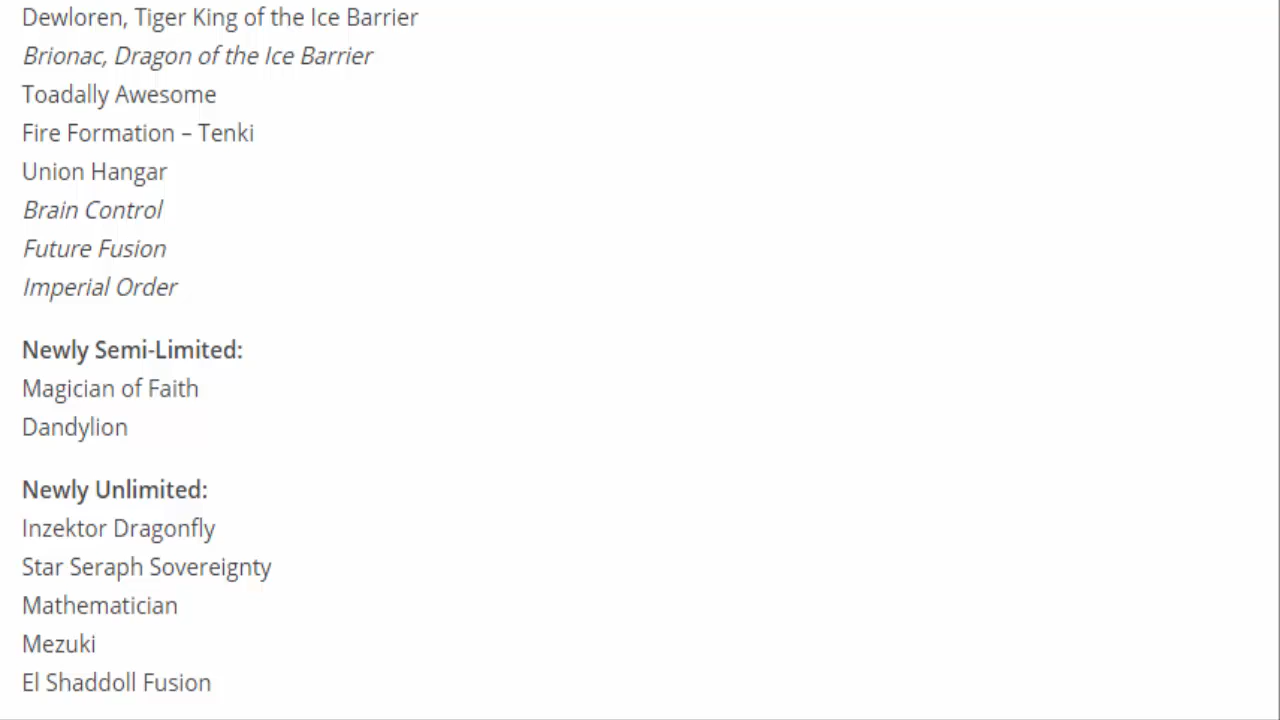 Dewloren, Tiger King of the Ice Barrier
Brionac, Dragon of the Ice Barrier
Toadally Awesome
Fire Formation – Tenki
Union Hangar
Brain Control
Future Fusion
Imperial Order
Newly Semi-Limited:
Magician of Faith
Dandylion
Newly Unlimited:
Inzektor Dragonfly
Star Seraph Sovereignty
Mathematician
Mezuki
El Shaddoll Fusion